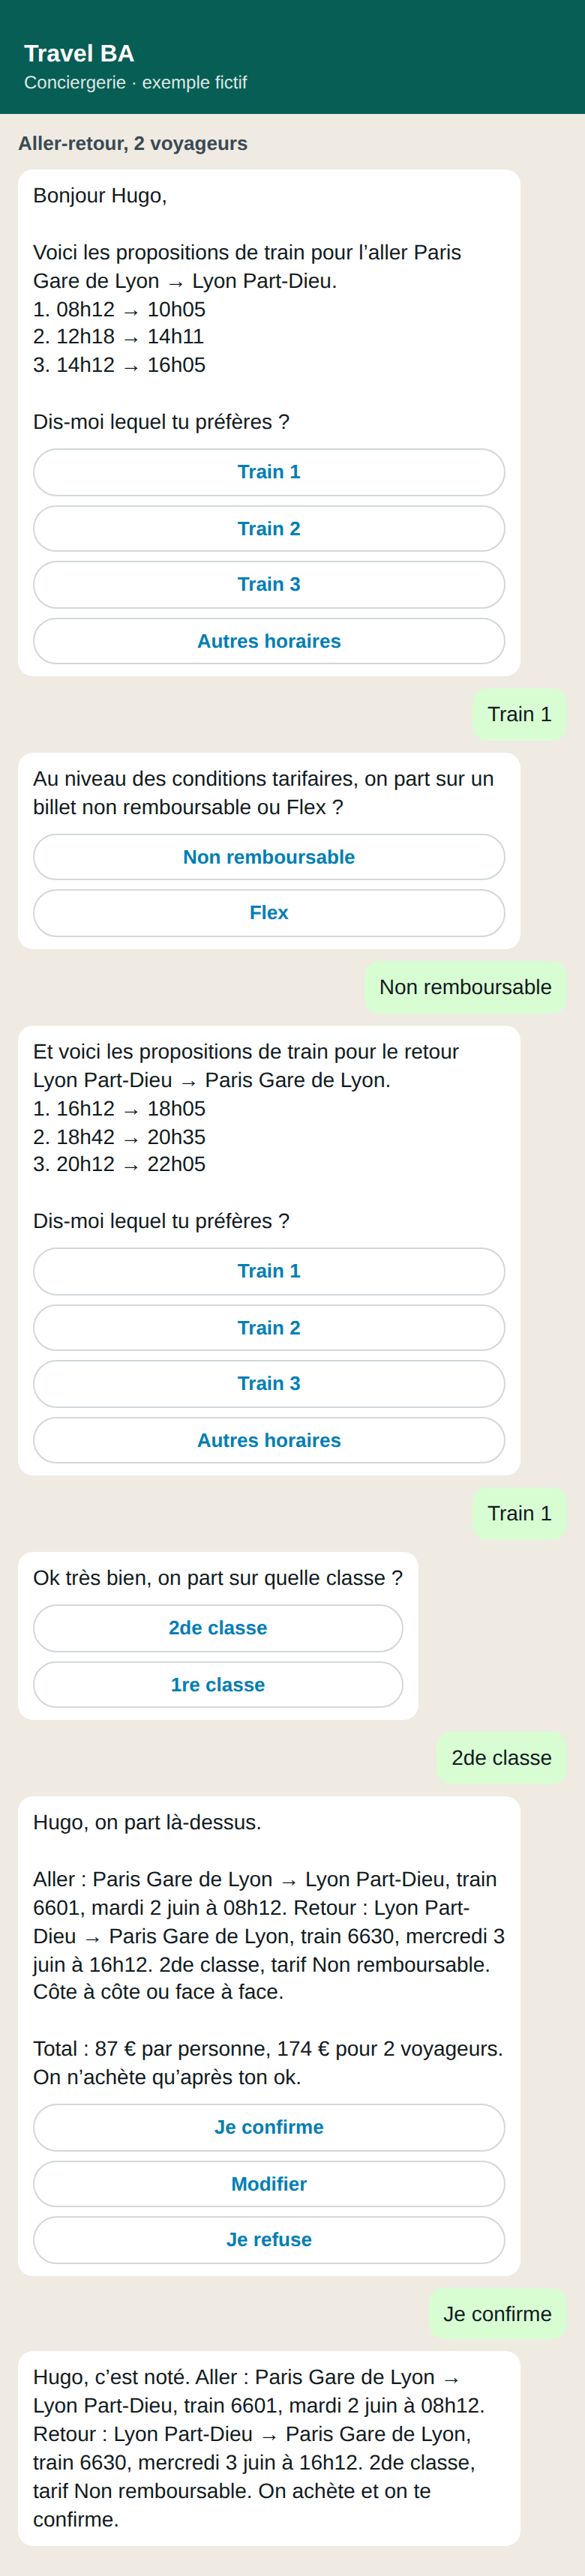 Travel BA
Conciergerie · exemple fictif
Aller-retour, 2 voyageurs
Bonjour Hugo,
Voici les propositions de train pour l’aller Paris
Gare de Lyon → Lyon Part-Dieu.
1. 08h12 → 10h05
2. 12h18 → 14h11
3. 14h12 → 16h05
Dis-moi lequel tu préfères ?
Train 1
Train 2
Train 3
Autres horaires
Train 1
Au niveau des conditions tarifaires, on part sur un
billet non remboursable ou Flex ?
Non remboursable
Flex
Non remboursable
Et voici les propositions de train pour le retour
Lyon Part-Dieu → Paris Gare de Lyon.
1. 16h12 → 18h05
2. 18h42 → 20h35
3. 20h12 → 22h05
Dis-moi lequel tu préfères ?
Train 1
Train 2
Train 3
Autres horaires
Train 1
Ok très bien, on part sur quelle classe ?
2de classe
1re classe
2de classe
Hugo, on part là-dessus.
Aller : Paris Gare de Lyon → Lyon Part-Dieu, train
6601, mardi 2 juin à 08h12. Retour : Lyon Part-
Dieu → Paris Gare de Lyon, train 6630, mercredi 3
juin à 16h12. 2de classe, tarif Non remboursable.
Côte à côte ou face à face.
Total : 87 € par personne, 174 € pour 2 voyageurs.
On n’achète qu’après ton ok.
Je confirme
Modifier
Je refuse
Je confirme
Hugo, c’est noté. Aller : Paris Gare de Lyon →
Lyon Part-Dieu, train 6601, mardi 2 juin à 08h12.
Retour : Lyon Part-Dieu → Paris Gare de Lyon,
train 6630, mercredi 3 juin à 16h12. 2de classe,
tarif Non remboursable. On achète et on te
confirme.